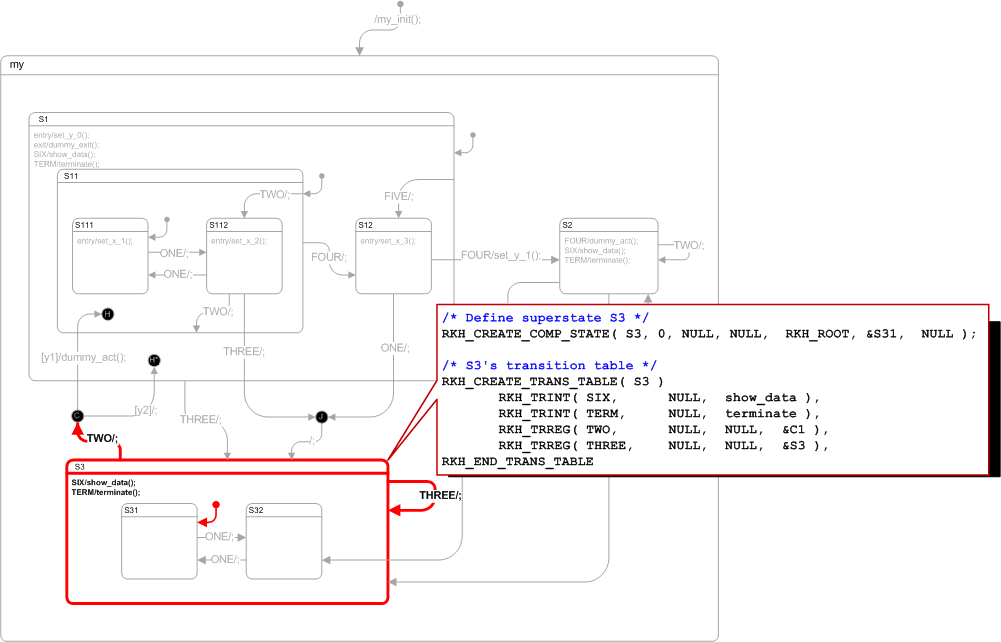 /my_init();
my
S1
entry/set_y_0();
exit/dummy_exit();
SIX/show_data();
TERM/terminate();
S11
TWO/;
FIVE/;
S111
entry/set_x_1();
S112
entry/set_x_2();
ONE/;
ONE/;
S12
entry/set_x_3();
FOUR/;
FOUR/set_y_1();
S2
FOUR/dummy_act();
SIX/show_data();
TERM/terminate();
TWO/;
TWO/;
H
[y1]/dummy_act();
THREE/;
ONE/;
H*
[y2]/;
C
THREE/;
J
/;
TWO/;
/* Define superstate S3 */
RKH_CREATE_COMP_STATE( S3, 0, NULL, NULL, RKH_ROOT, &S31, NULL );
/* S3's transition table */
RKH_CREATE_TRANS_TABLE( S3 )
RKH_TRINT( SIX, NULL, show_data ),
RKH_TRINT( TERM, NULL, terminate ),
RKH_TRREG( TWO, NULL, NULL, &C1 ),
RKH_TRREG( THREE, NULL, NULL, &S3 ),
RKH_END_TRANS_TABLE
S3
SIX/show_data();
TERM/terminate();
THREE/;
S31
S32
ONE/;
ONE/;